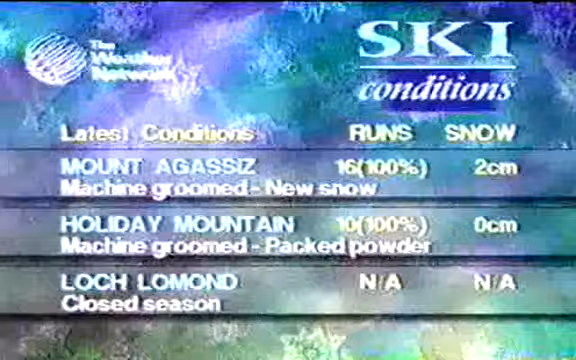 The
Weather
Network
SKI
conditions
Latest Conditions RUNS SNOW
MOUNT AGASSIZ 16(100%) 2cm
Machine groomed - New snow
HOLIDAY MOUNTAIN 10(100%) 0cm
Machine groomed - Packed powder
LOCH LOMOND N/A N/A
Closed season